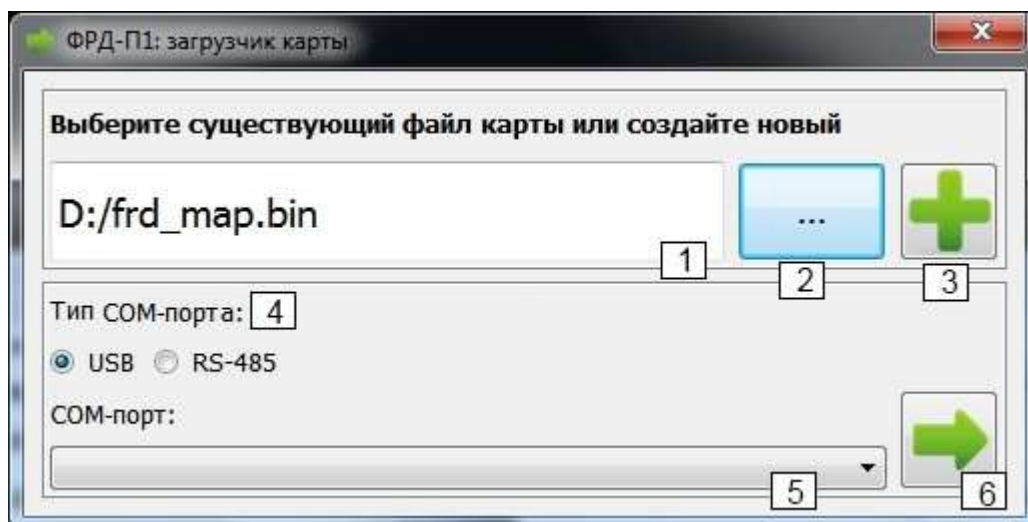 ФРД-П1: загрузчик карты
Выберите существующий файл карты или создайте новый
D:/frd_map.bin
...
1
2
3
Тип COM-порта: 4
USB RS-485
COM-порт:
5
6